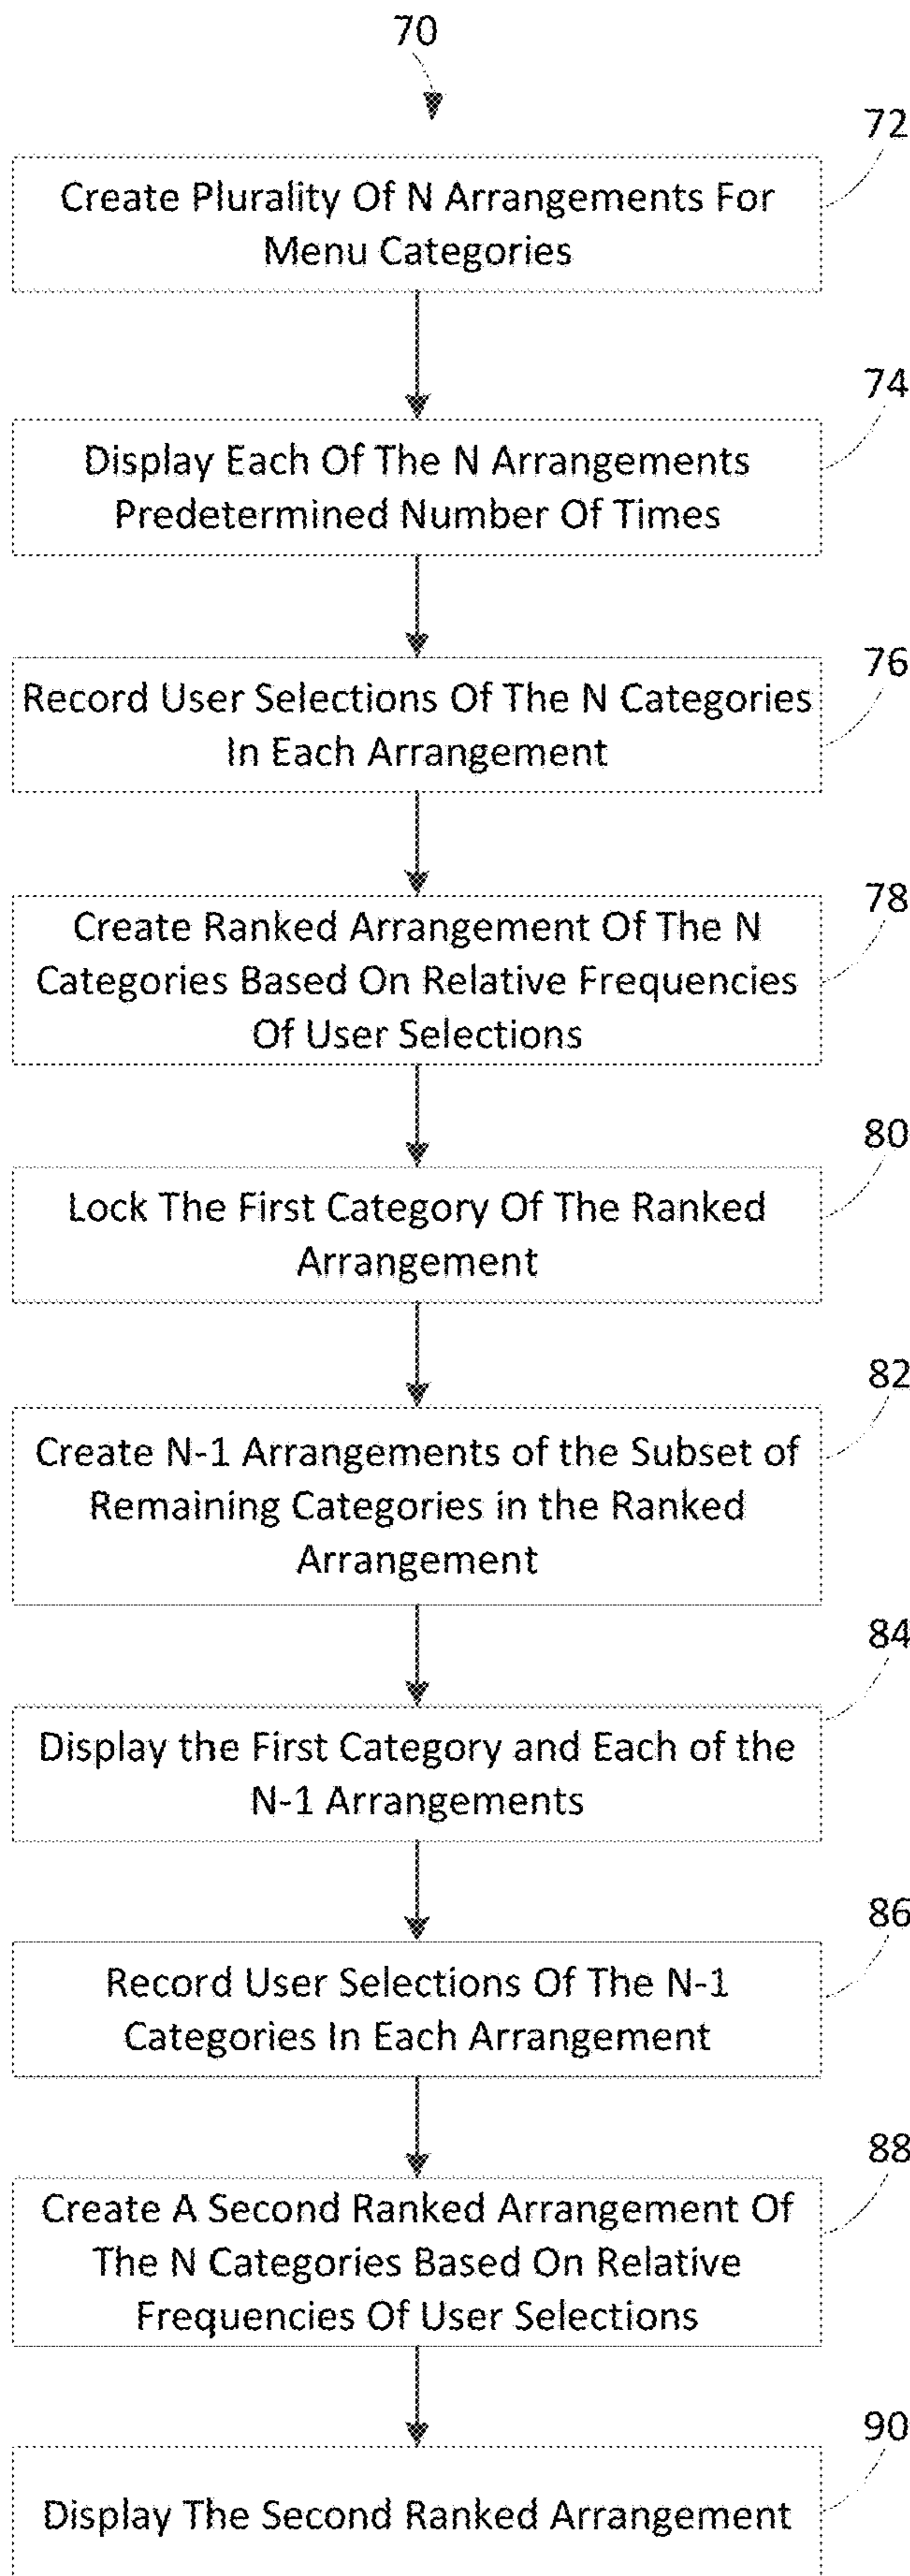 70
72
Create Plurality Of N Arrangements For
Menu Categories
74
Display Each Of The N Arrangements
Predetermined Number Of Times
76
Record User Selections Of The N Categories
In Each Arrangement
78
Create Ranked Arrangement Of The N
Categories Based On Relative Frequencies
Of User Selections
80
Lock The First Category Of The Ranked
Arrangement
82
Create N-1 Arrangements of the Subset of
Remaining Categories in the Ranked
Arrangement
84
Display the First Category and Each of the
N-1 Arrangements
86
Record User Selections Of The N-1
Categories In Each Arrangement
88
Create A Second Ranked Arrangement Of
The N Categories Based On Relative
Frequencies Of User Selections
90
Display The Second Ranked Arrangement